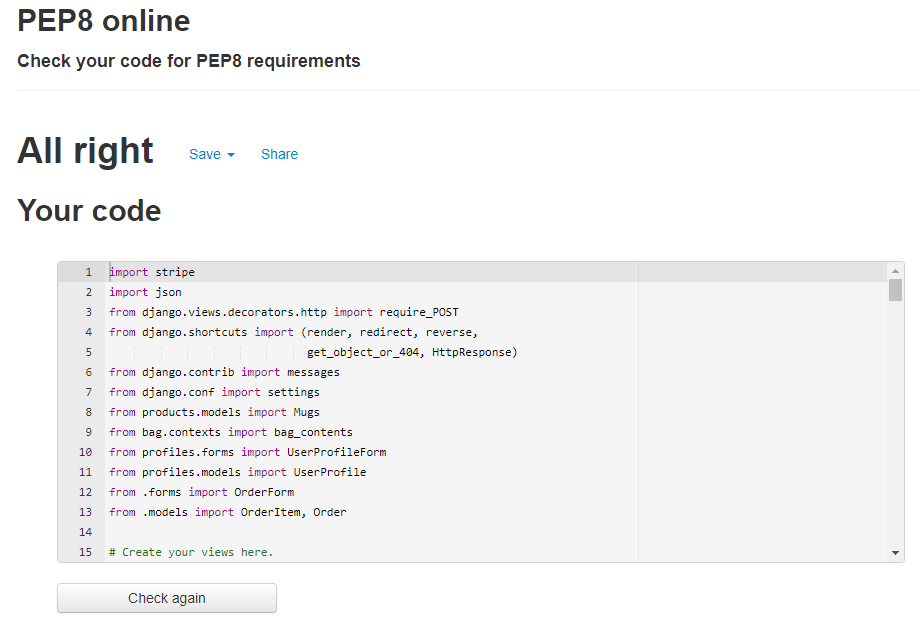 PEP8 online
Check your code for PEP8 requirements
All right Save Share
Your code
1 import stripe
2 import json
3 from django.views.decorators.http import require_POST
4 from django.shortcuts import (render, redirect, reverse,
5 get_object_or_404, HttpResponse)
6 from django.contrib import messages
7 from django.conf import settings
8 from products.models import Mugs
9 from bag.contexts import bag_contents
10 from profiles.forms import UserProfileForm
11 from profiles.models import UserProfile
12 from .forms import OrderForm
13 from .models import OrderItem, Order
14
15 # Create your views here.
Check again